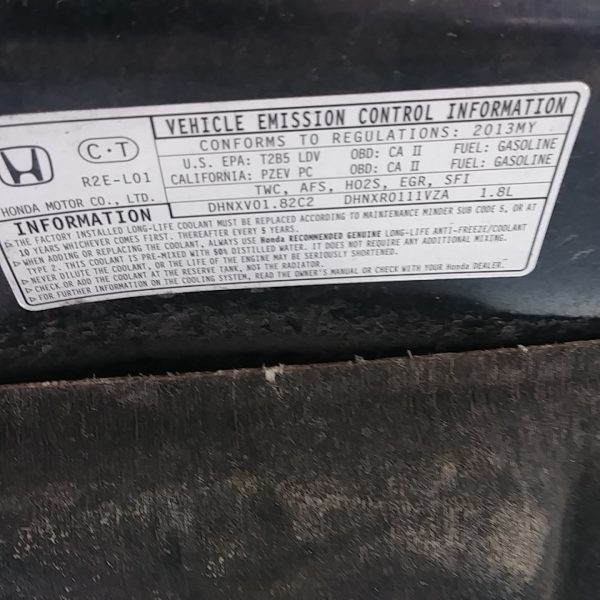 VEHICLE EMISSION CONTROL INFORMATION
CONFORMS TO REGULATIONS: 2013MY
C·T
U.S. EPA: T2B5 LDV OBD: CA II FUEL: GASOLINE
R2E-L01
CALIFORNIA: PZEV PC OBD: CA II FUEL: GASOLINE
TWC, AFS, HO2S, EGR, SFI
HONDA MOTOR CO., LTD.
DHNXV01.82C2 DHNXR0111VZA 1.8L
INFORMATION
▷THE FACTORY INSTALLED LONG-LIFE COOLANT MUST BE REPLACED ACCORDING TO MAINTENANCE MINDER SUB CODE 5, OR AT
10 YEARS WHICHEVER COMES FIRST. THEREAFTER EVERY 5 YEARS.
▷WHEN ADDING OR REPLACING THE COOLANT, ALWAYS USE Honda RECOMMENDED GENUINE LONG-LIFE ANTI-FREEZE/COOLANT
TYPE 2. THIS COOLANT IS PRE-MIXED WITH 50% DISTILLED WATER. IT DOES NOT REQUIRE ANY ADDITIONAL MIXING.
▷NEVER DILUTE THE COOLANT, OR THE LIFE OF THE ENGINE MAY BE SERIOUSLY SHORTENED.
▷CHECK OR ADD THE COOLANT AT THE RESERVE TANK, NOT THE RADIATOR.
▷FOR FURTHER INFORMATION ON THE COOLING SYSTEM, READ THE OWNER'S MANUAL OR CHECK WITH YOUR Honda DEALER.